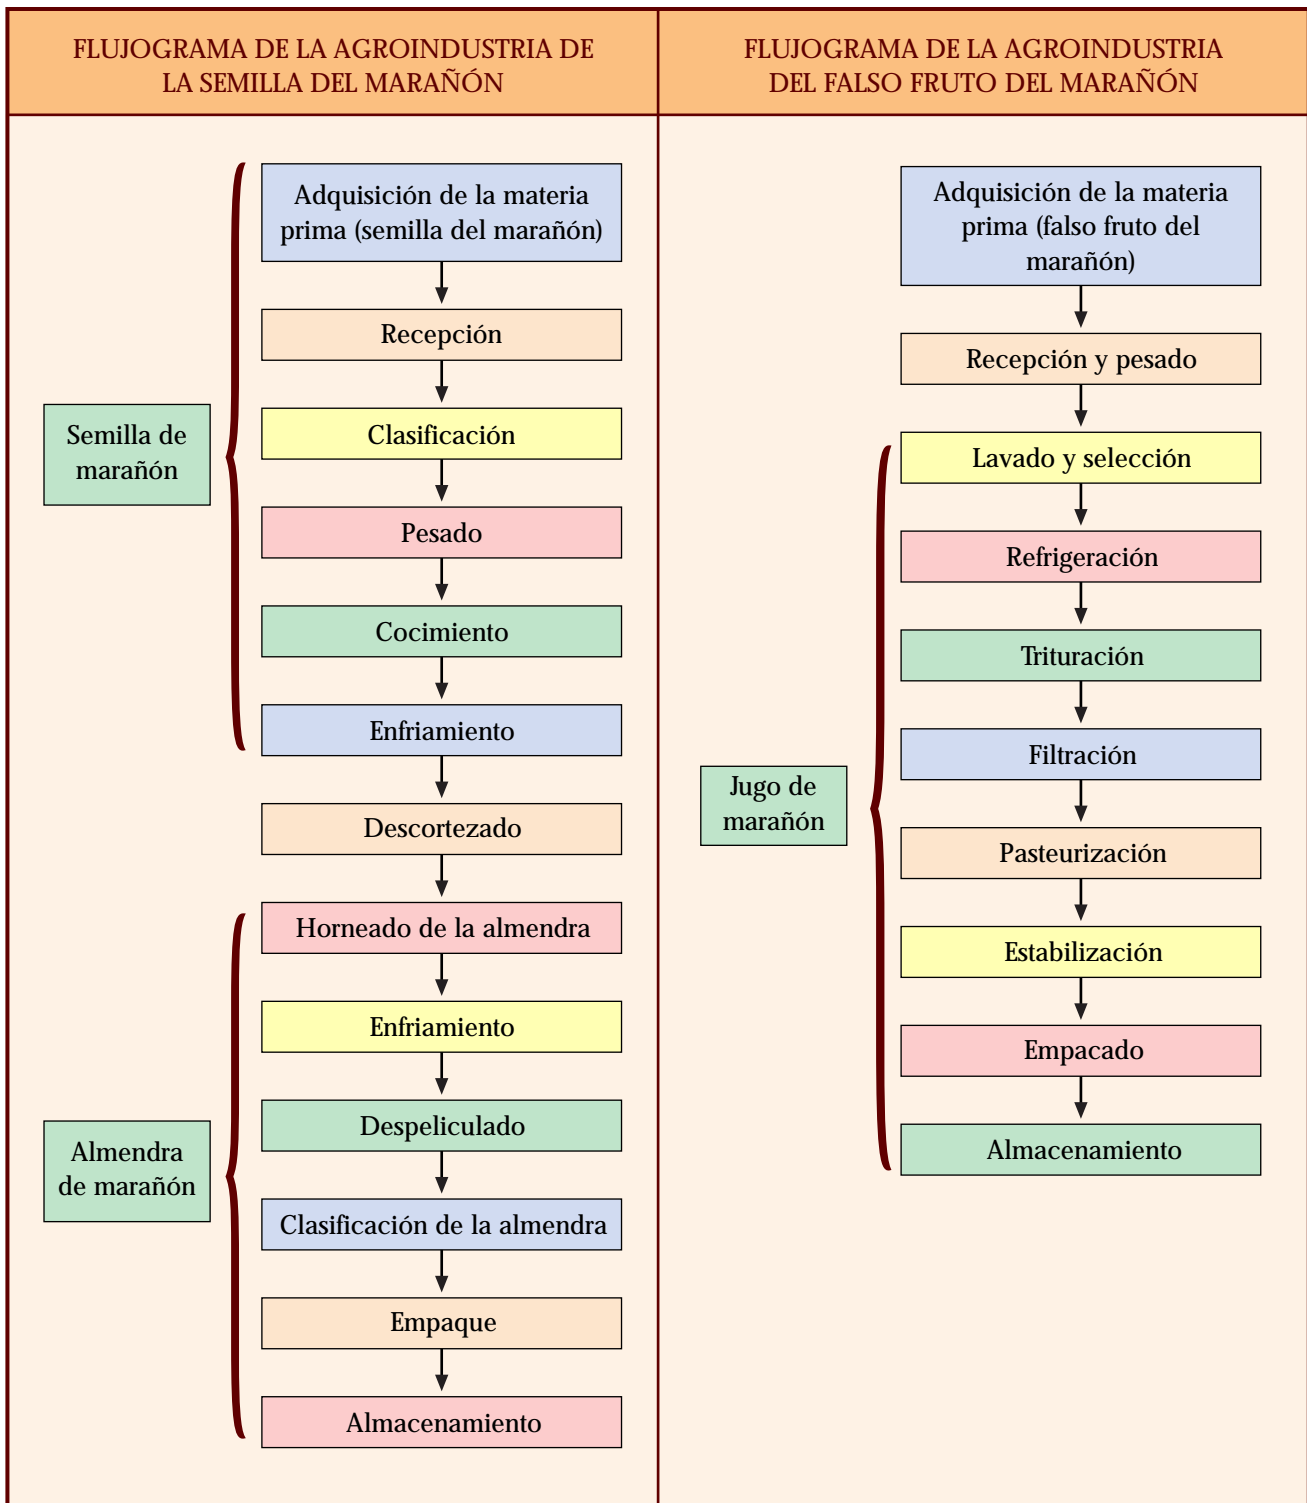 FLUJOGRAMA DE LA AGROINDUSTRIA DE
LA SEMILLA DEL MARAÑÓN
Semilla de
marañón
Adquisición de la materia
prima (semilla del marañón)
Recepción
Clasificación
Pesado
Cocimiento
Enfriamiento
Descortezado
Almendra
de marañón
Horneado de la almendra
Enfriamiento
Despeliculado
Clasificación de la almendra
Empaque
Almacenamiento
FLUJOGRAMA DE LA AGROINDUSTRIA
DEL FALSO FRUTO DEL MARAÑÓN
Adquisición de la materia
prima (falso fruto del
marañón)
Recepción y pesado
Jugo de
marañón
Lavado y selección
Refrigeración
Trituración
Filtración
Pasteurización
Estabilización
Empacado
Almacenamiento